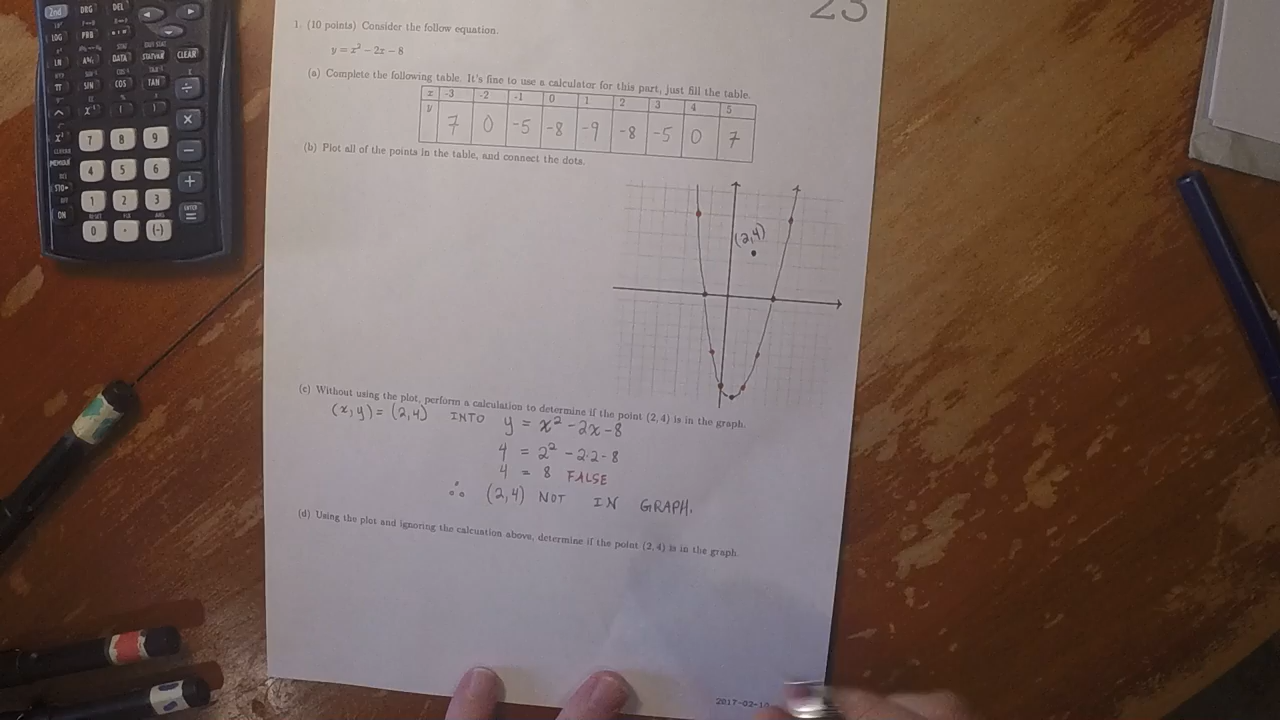 23
1. (10 points) Consider the follow equation.
y = x² − 2x − 8
(a) Complete the following table. It's fine to use a calculator for this part, just fill the table.
x -3 -2 -1 0 1 2 3 4 5
y 7 0 -5 -8 -9 -8 -5 0 7
(b) Plot all of the points in the table, and connect the dots.
(2,4)
(c) Without using the plot, perform a calculation to determine if the point (2, 4) is in the graph.
(x,y) = (2,4) INTO y = x² - 2x - 8
4 = 2² - 2·2 - 8
4 = 8 FALSE
∴ (2,4) NOT IN GRAPH.
(d) Using the plot and ignoring the calcuation above, determine if the point (2, 4) is in the graph.
2017-02-10
2nd DRG DEL
LOG PRB
LN DATA STATVAR CLEAR
π SIN COS TAN ÷
^ x⁻¹ ( ) ×
x² 7 8 9 −
MEMVAR 4 5 6 +
STO▸ 1 2 3 ENTER
ON 0 . (-) =